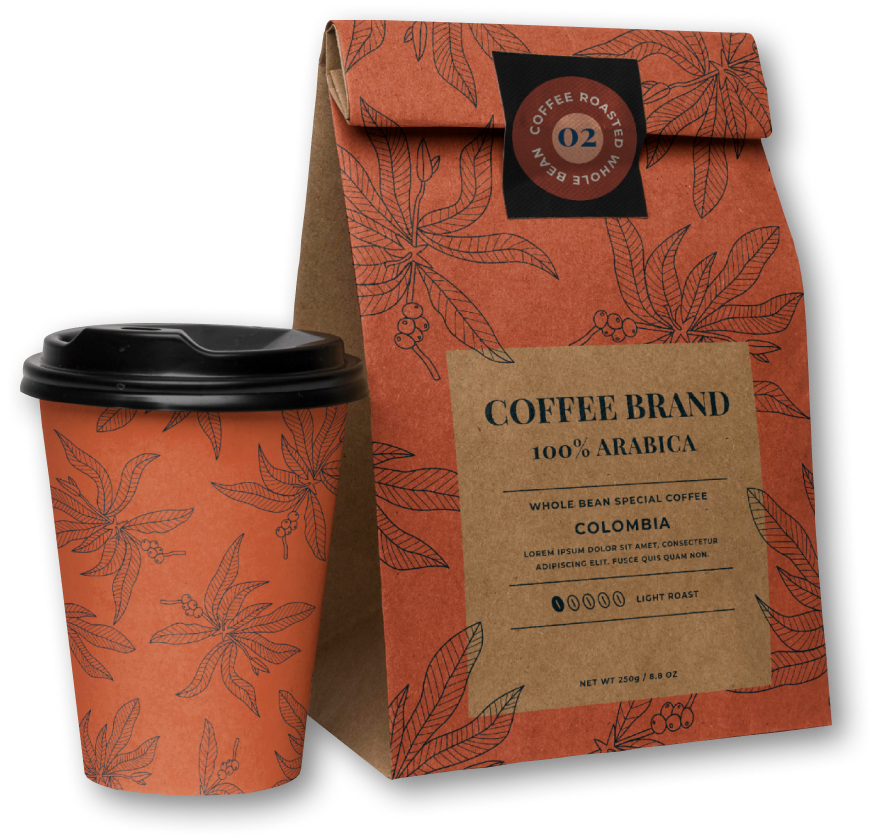 COFFEE ROASTED WHOLE BEAN
02
COFFEE BRAND
100% ARABICA
WHOLE BEAN SPECIAL COFFEE
COLOMBIA
LOREM IPSUM DOLOR SIT AMET, CONSECTETUR
ADIPISCING ELIT. FUSCE QUIS QUAM NON.
LIGHT ROAST
NET WT 250g / 8.8 OZ